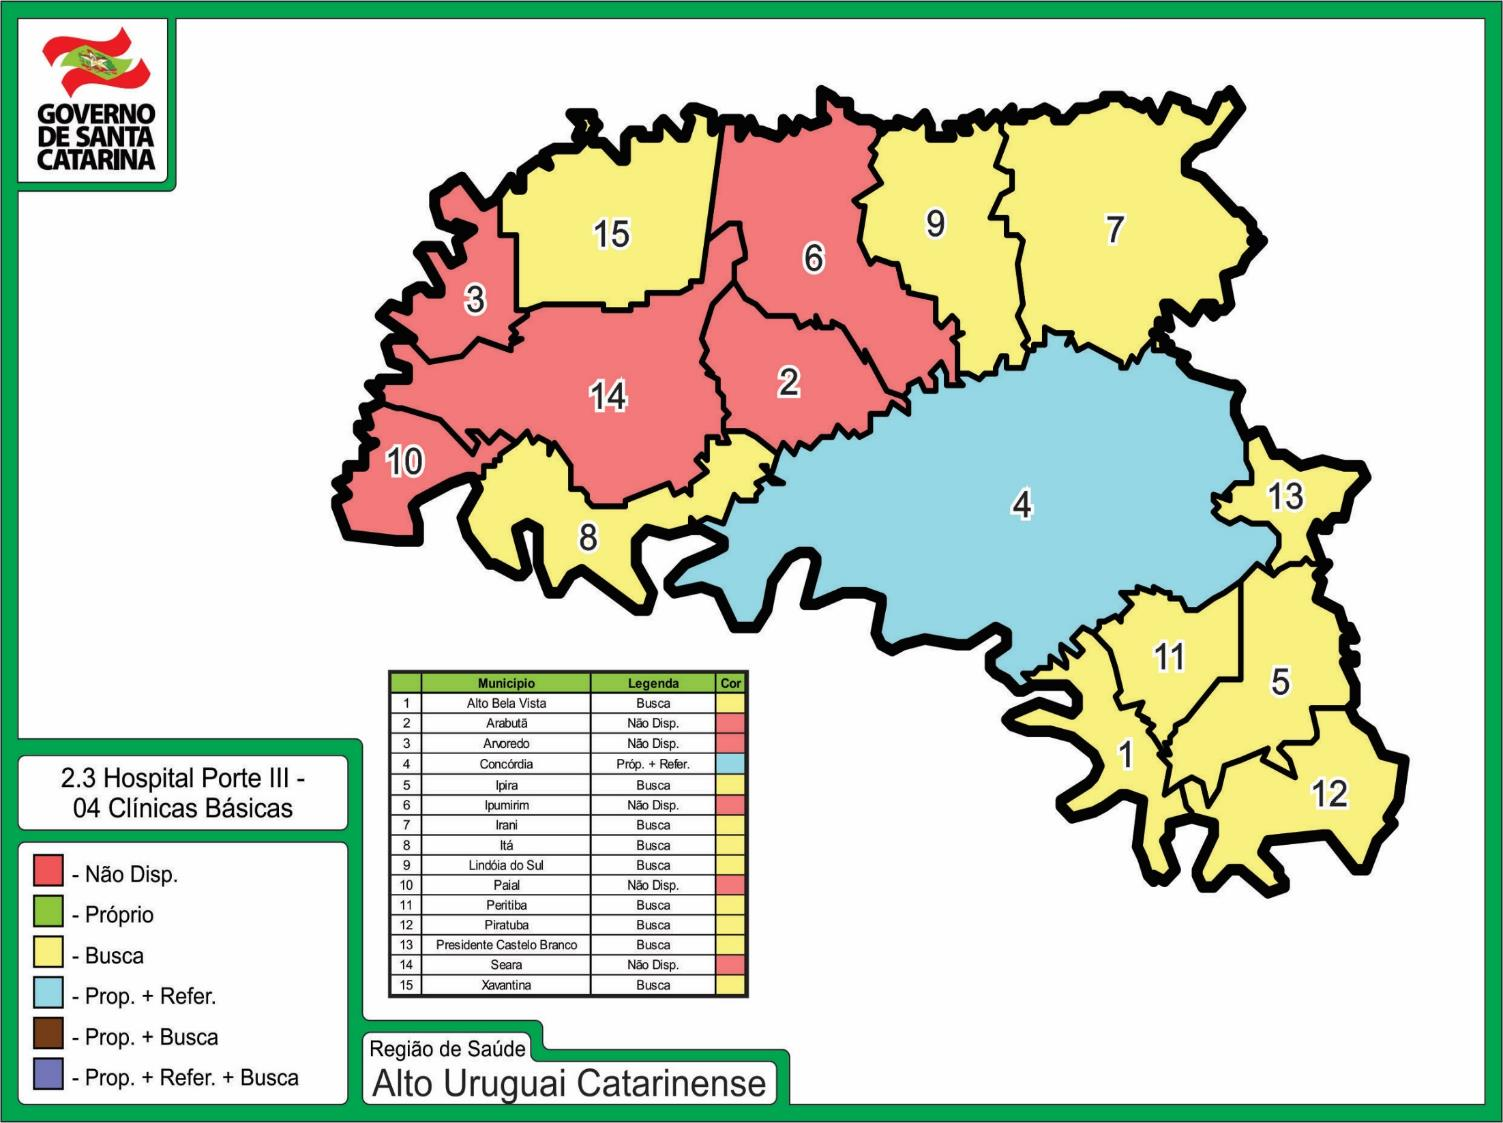 GOVERNO
DE SANTA
CATARINA
15
9
7
6
3
2
14
10
4
13
8
11
5
1
12
Município Legenda Cor
1 Alto Bela Vista Busca
2 Arabutã Não Disp.
3 Arvoredo Não Disp.
4 Concórdia Próp. + Refer.
5 Ipira Busca
6 Ipumirim Não Disp.
7 Irani Busca
8 Itá Busca
9 Lindóia do Sul Busca
10 Paial Não Disp.
11 Peritiba Busca
12 Piratuba Busca
13 Presidente Castelo Branco Busca
14 Seara Não Disp.
15 Xavantina Busca
2.3 Hospital Porte III -
04 Clínicas Básicas
- Não Disp.
- Próprio
- Busca
- Prop. + Refer.
- Prop. + Busca
- Prop. + Refer. + Busca
Região de Saúde
Alto Uruguai Catarinense